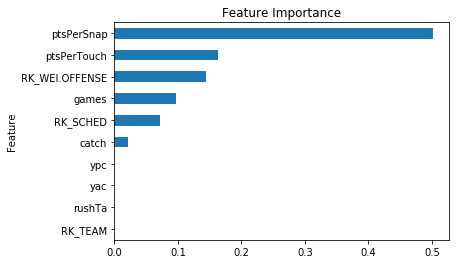 Feature Importance
ptsPerSnap
ptsPerTouch
RK_WEI.OFFENSE
games
RK_SCHED
catch
ypc
yac
rushTa
RK_TEAM
Feature
0.0 0.1 0.2 0.3 0.4 0.5